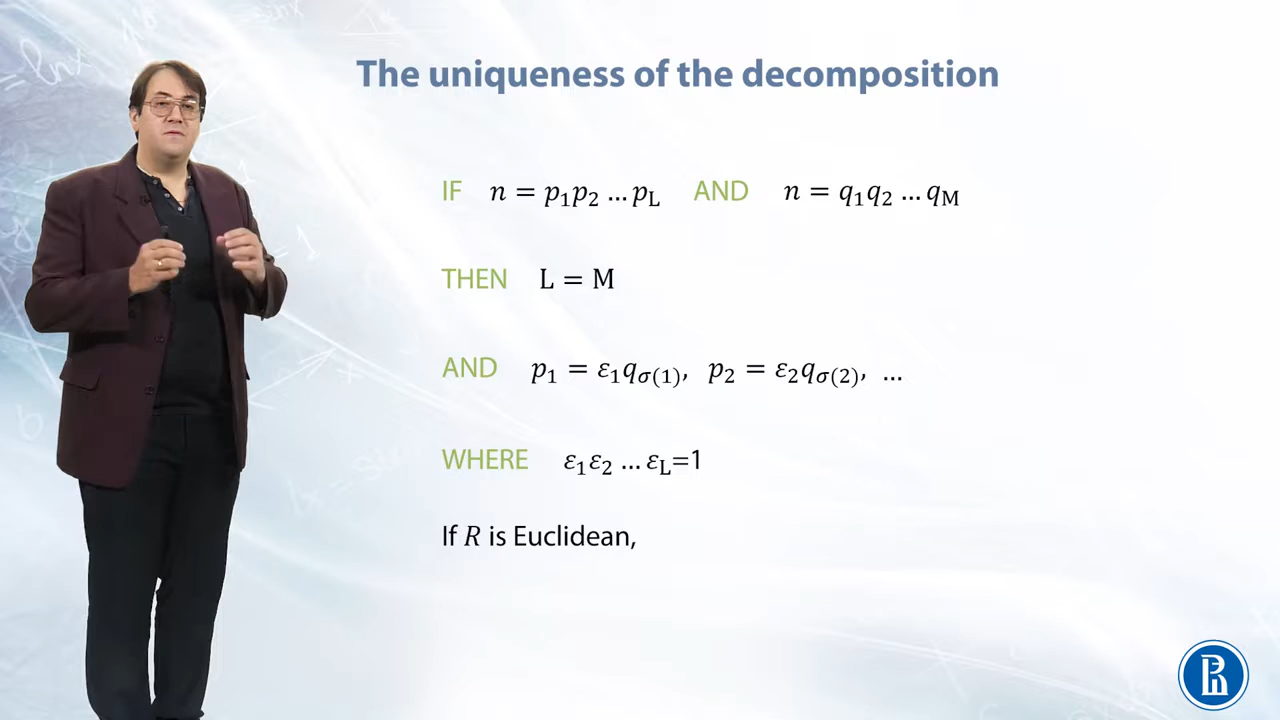 The uniqueness of the decomposition
IF n = p₁p₂ … p_L AND n = q₁q₂ … q_M
THEN L = M
AND p₁ = ε₁q_σ(1), p₂ = ε₂q_σ(2), …
WHERE ε₁ε₂ … ε_L=1
If R is Euclidean,